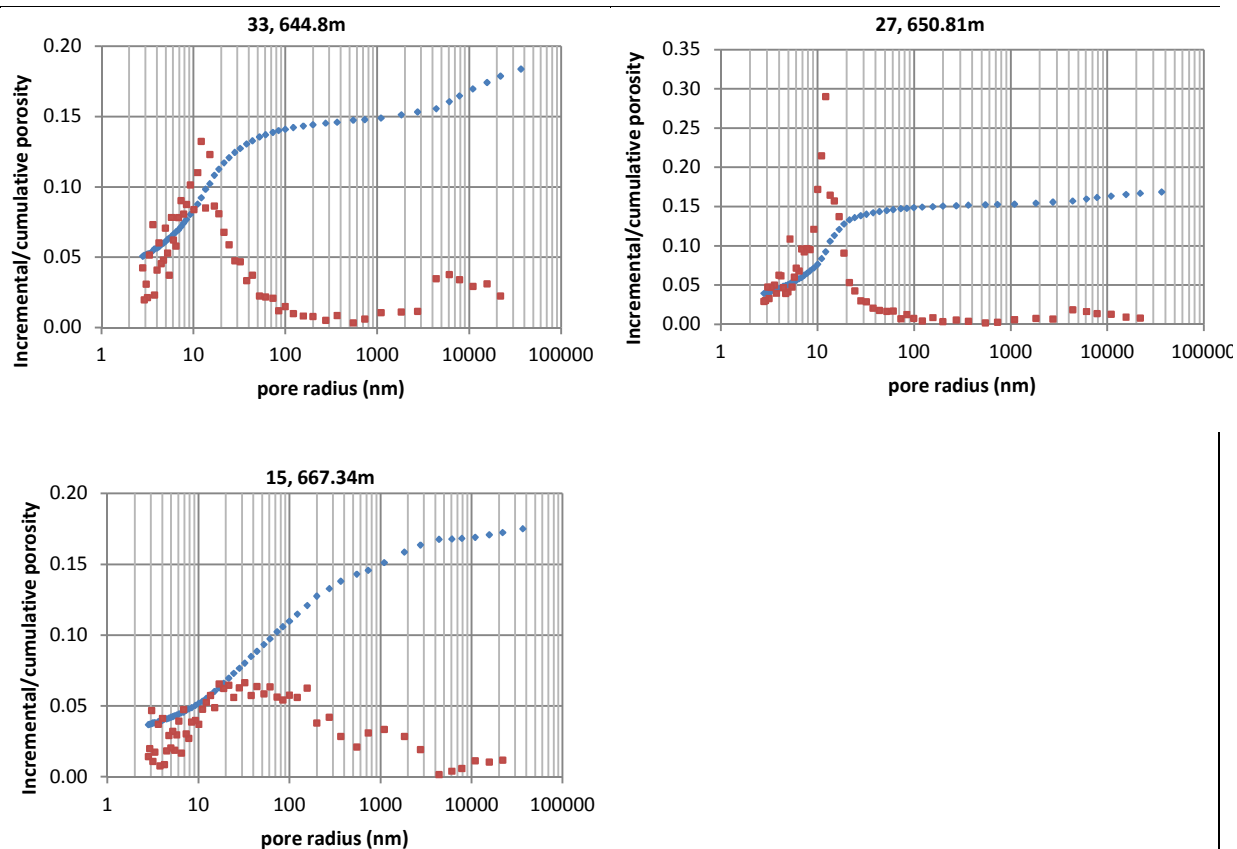 33, 644.8m
Incremental/cumulative porosity
0.20
0.15
0.10
0.05
0.00
1 10 100 1000 10000 100000
pore radius (nm)
27, 650.81m
Incremental/cumulative porosity
0.35
0.30
0.25
0.20
0.15
0.10
0.05
0.00
1 10 100 1000 10000 100000
pore radius (nm)
15, 667.34m
Incremental/cumulative porosity
0.20
0.15
0.10
0.05
0.00
1 10 100 1000 10000 100000
pore radius (nm)